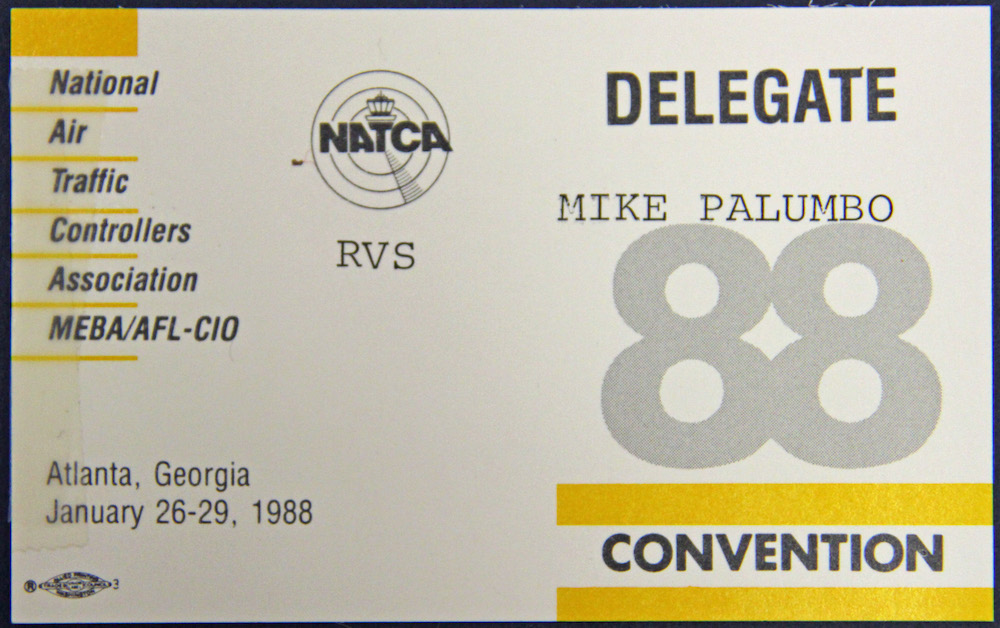 National
Air
Traffic
Controllers
Association
MEBA/AFL-CIO
NATCA
RVS
DELEGATE
MIKE PALUMBO
88
CONVENTION
Atlanta, Georgia
January 26-29, 1988
® 3